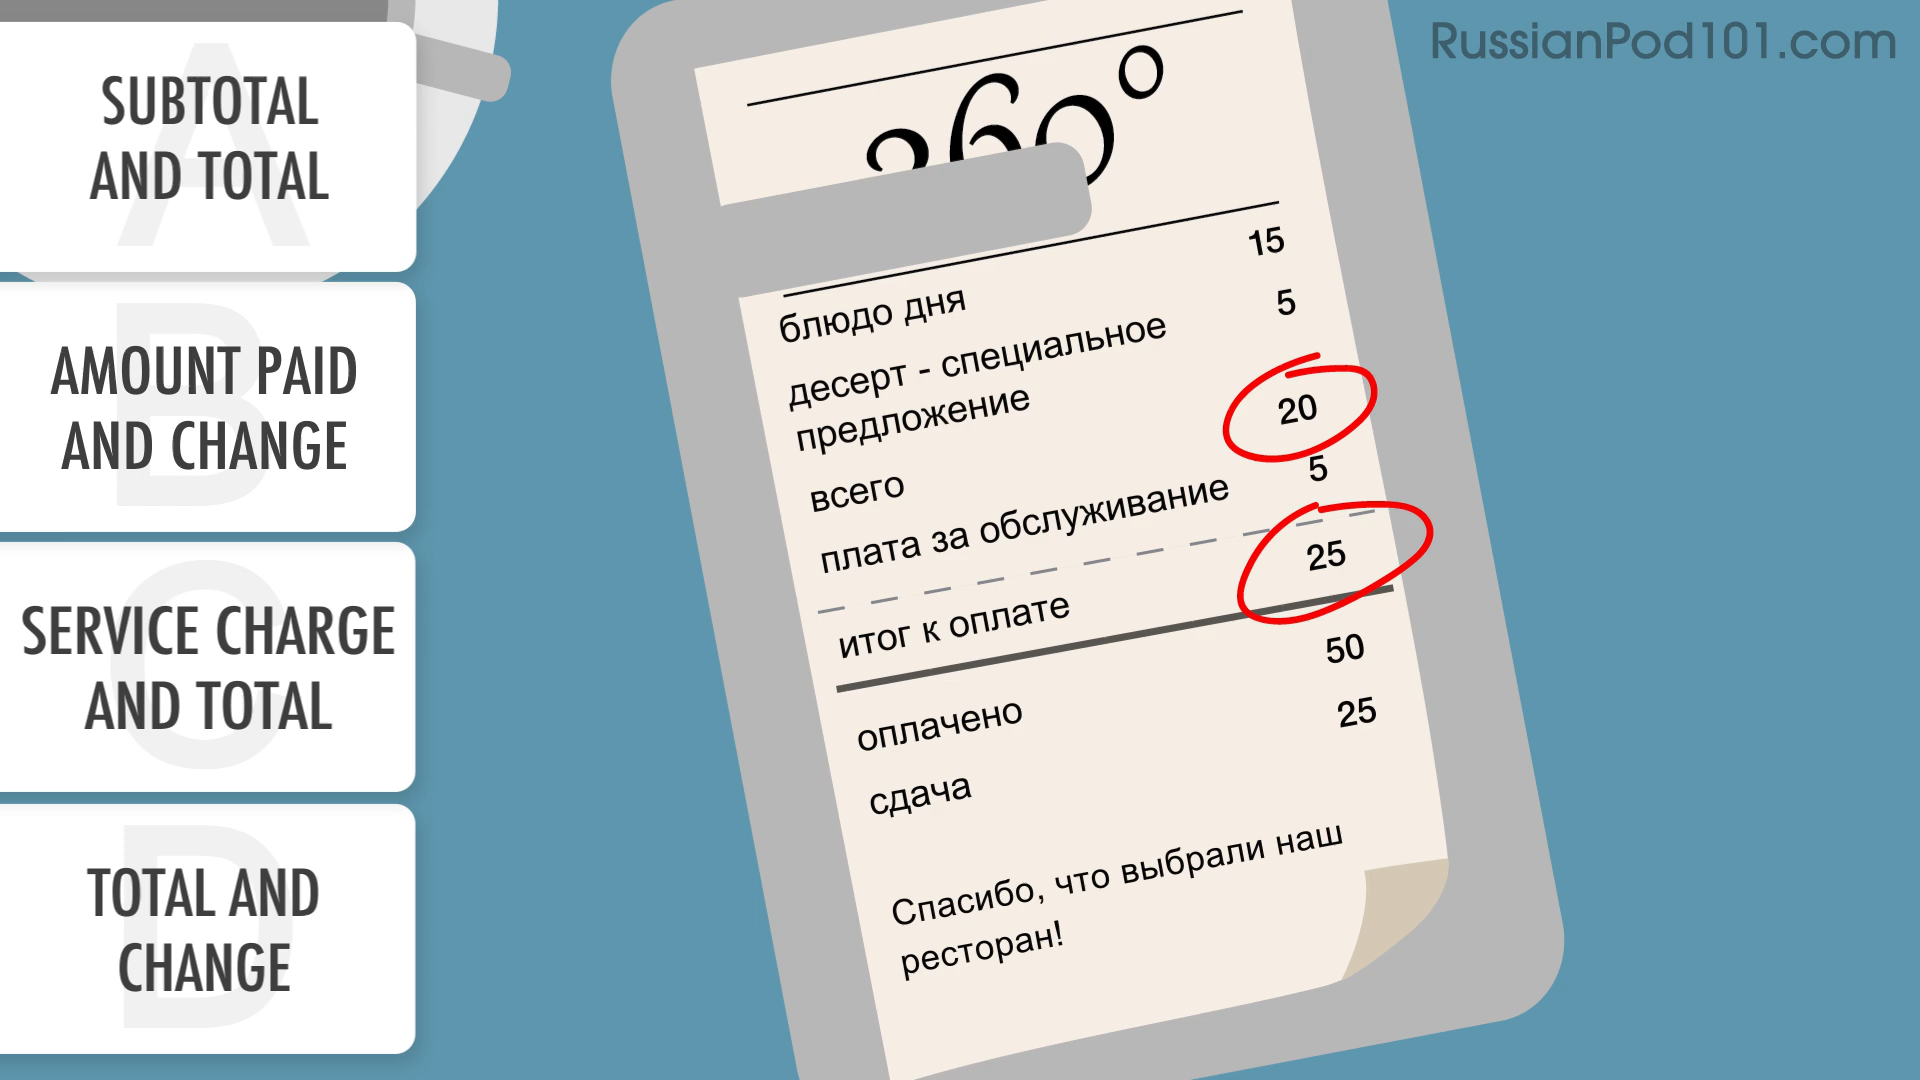 RussianPod101.com
A
SUBTOTAL
AND TOTAL
B
AMOUNT PAID
AND CHANGE
C
SERVICE CHARGE
AND TOTAL
D
TOTAL AND
CHANGE
360°
блюдо дня 15
десерт - специальное 5
предложение
всего 20
плата за обслуживание 5
итог к оплате 25
оплачено 50
сдача 25
Спасибо, что выбрали наш
ресторан!